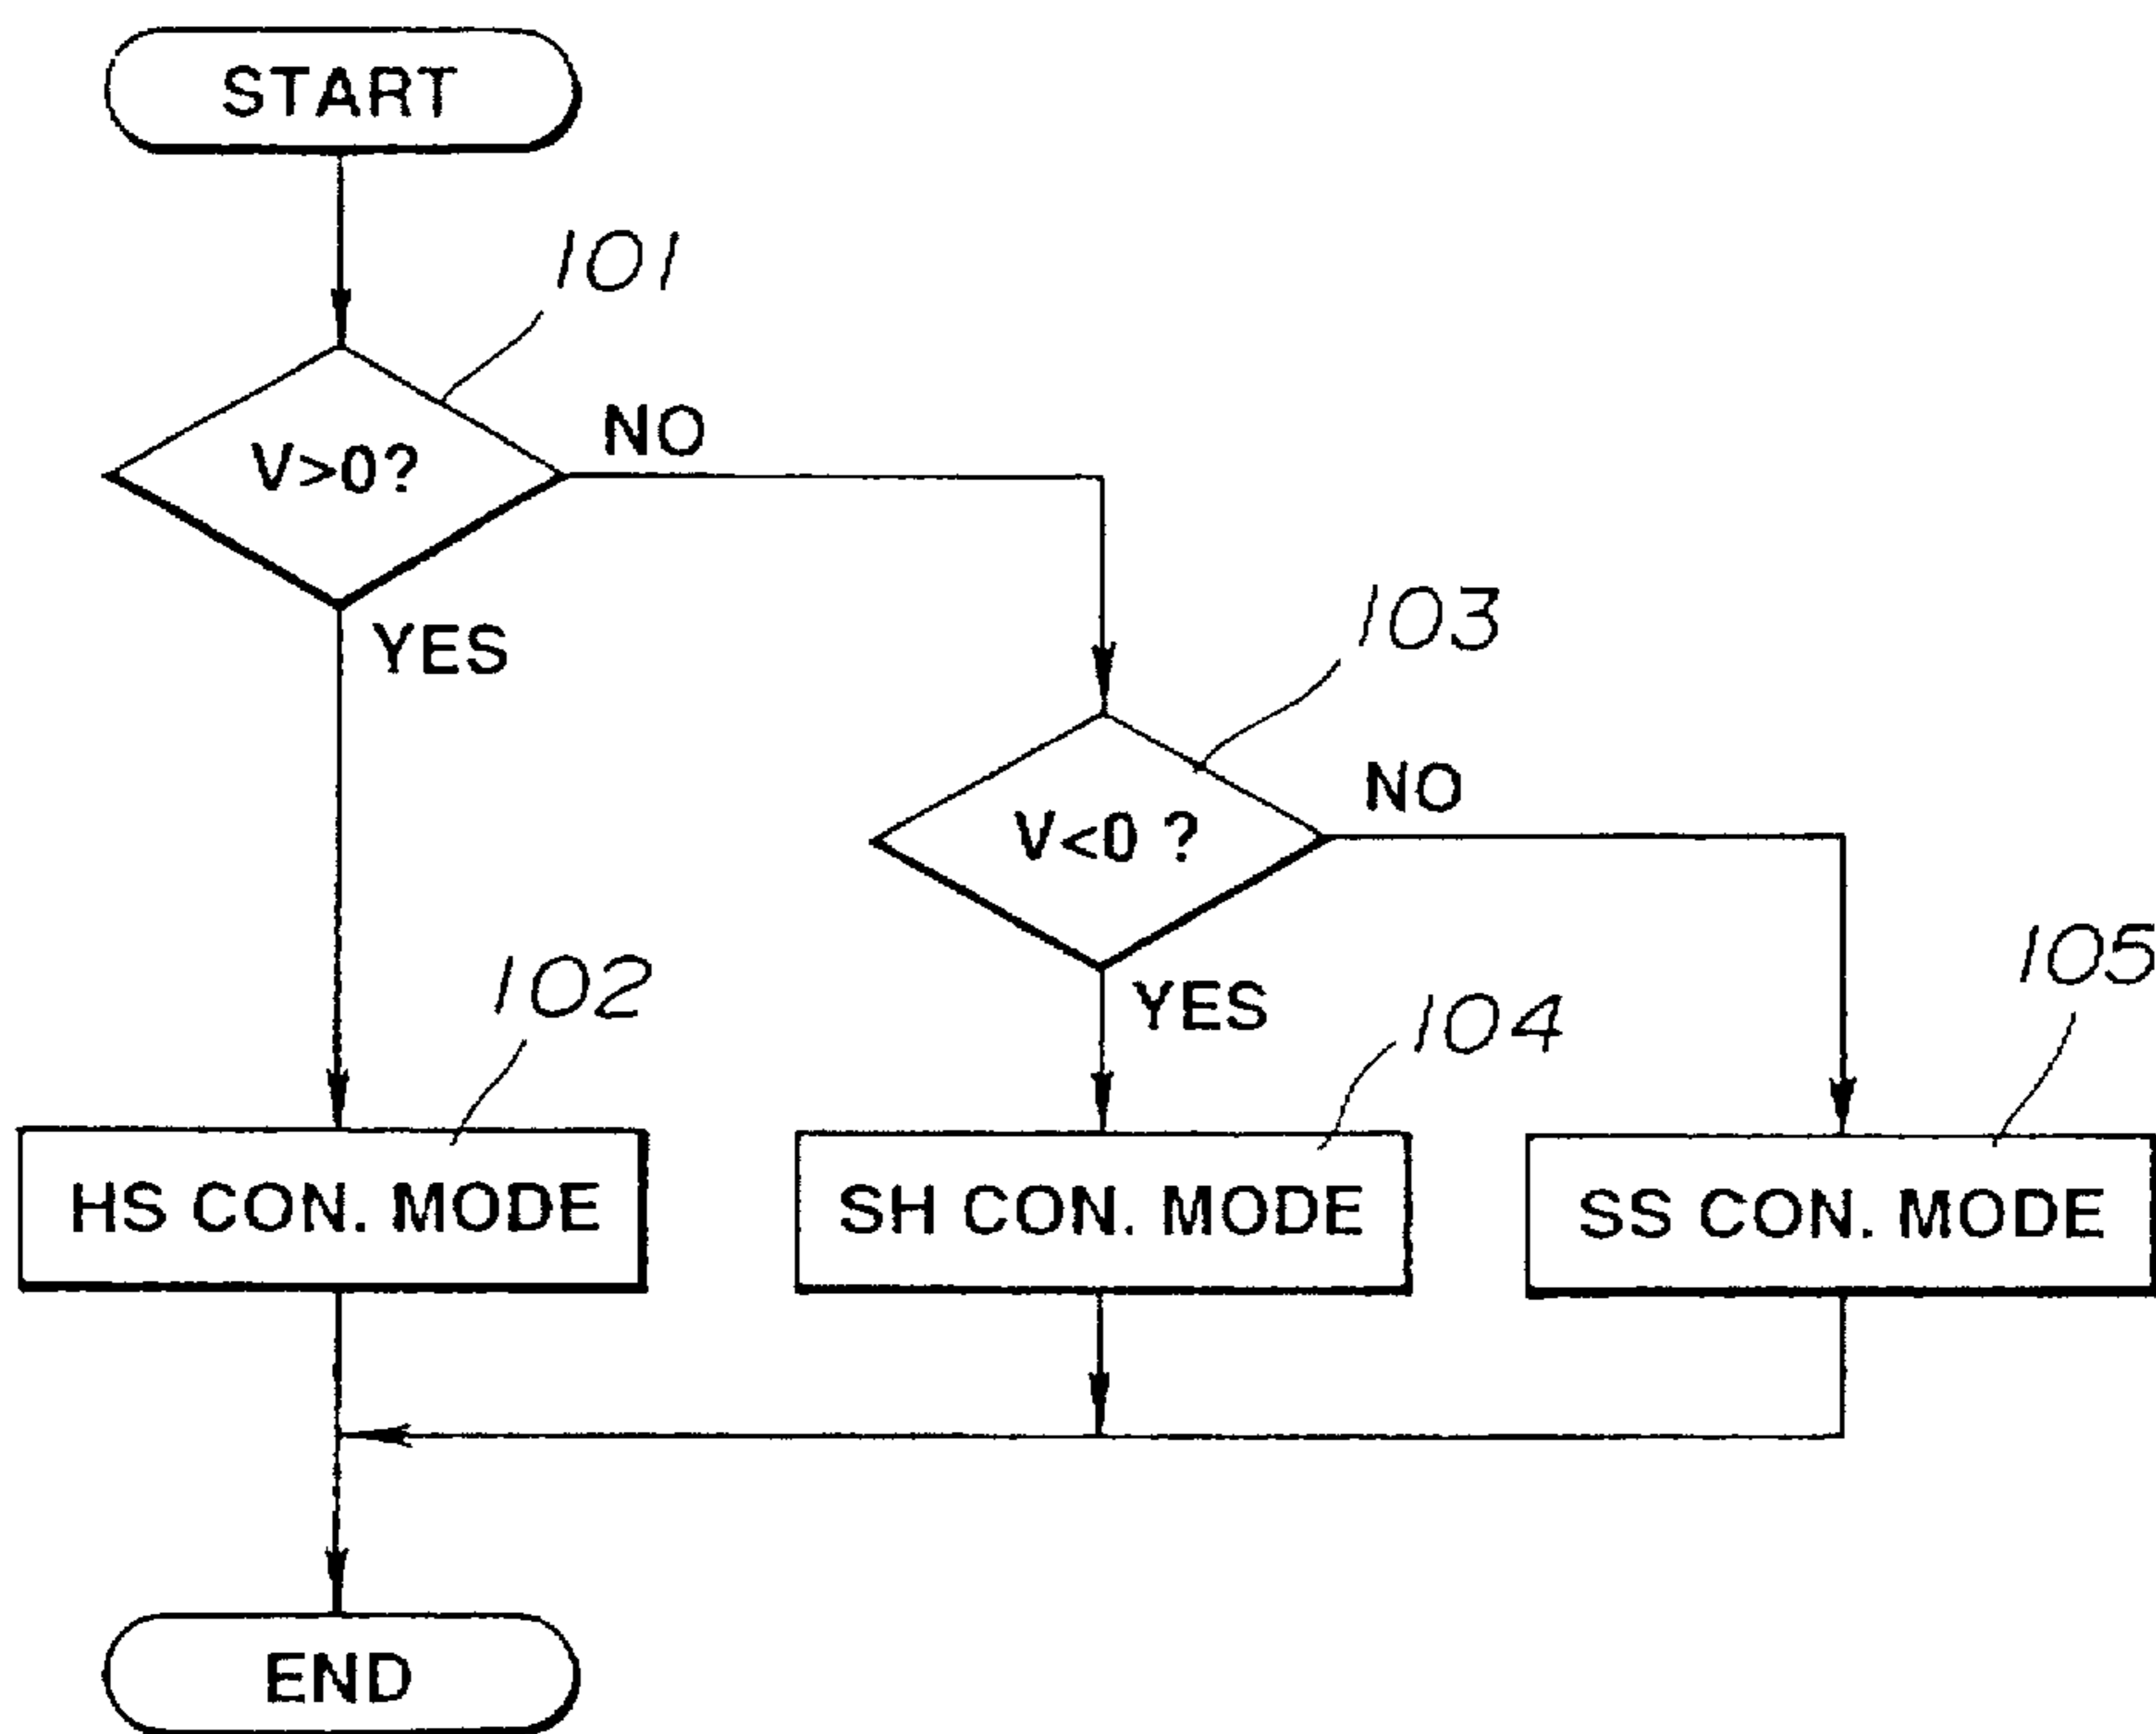 START
101
V>0?
NO
YES
103
V<0 ?
NO
YES
102
104
105
HS CON. MODE
SH CON. MODE
SS CON. MODE
END